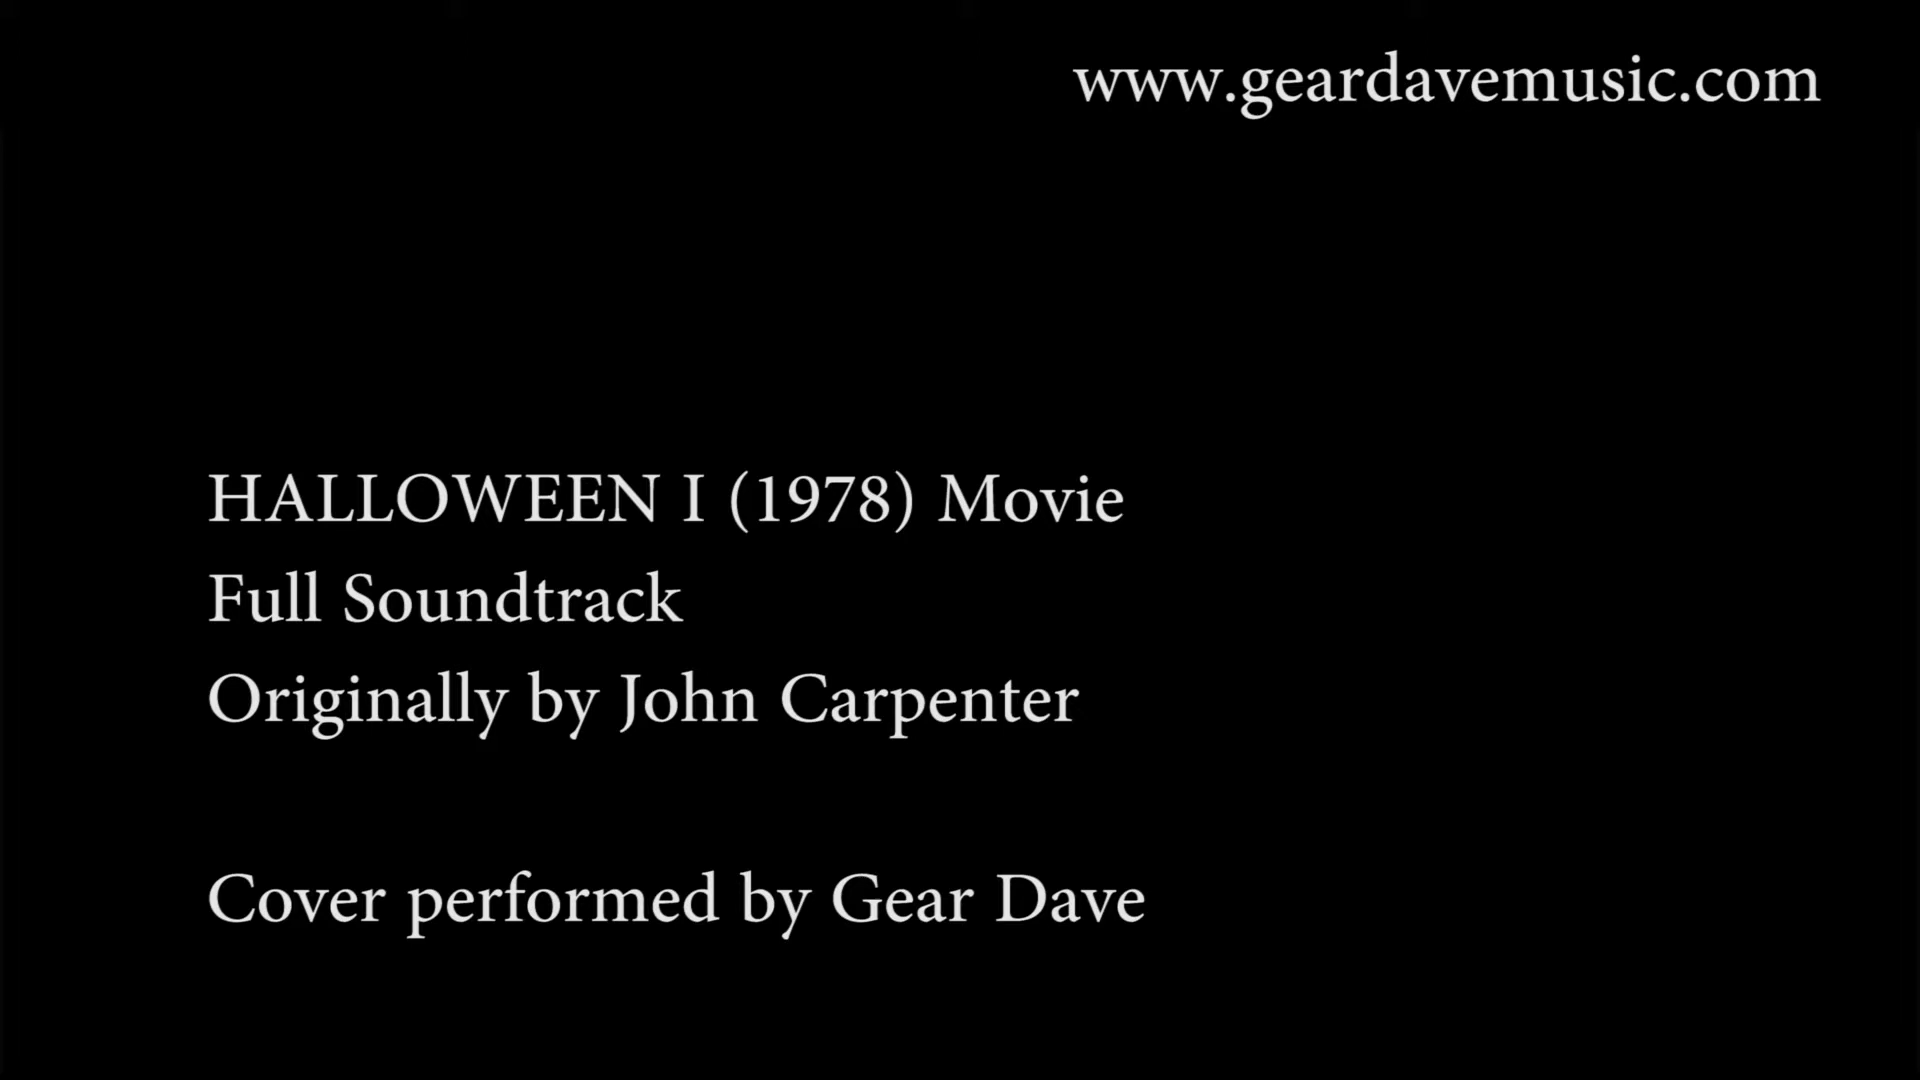 www.geardavemusic.com
HALLOWEEN I (1978) Movie
Full Soundtrack
Originally by John Carpenter
Cover performed by Gear Dave